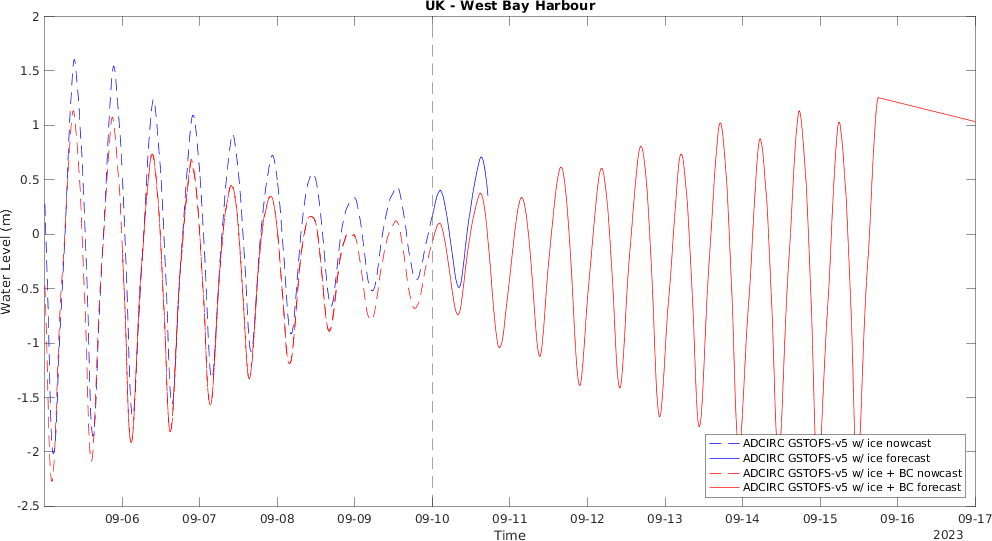 UK - West Bay Harbour
2
1.5
1
0.5
0
-0.5
-1
-1.5
-2
-2.5
Water Level (m)
09-06 09-07 09-08 09-09 09-10 09-11 09-12 09-13 09-14 09-15 09-16 09-17
Time
2023
ADCIRC GSTOFS-v5 w/ ice nowcast
ADCIRC GSTOFS-v5 w/ ice forecast
ADCIRC GSTOFS-v5 w/ ice + BC nowcast
ADCIRC GSTOFS-v5 w/ ice + BC forecast